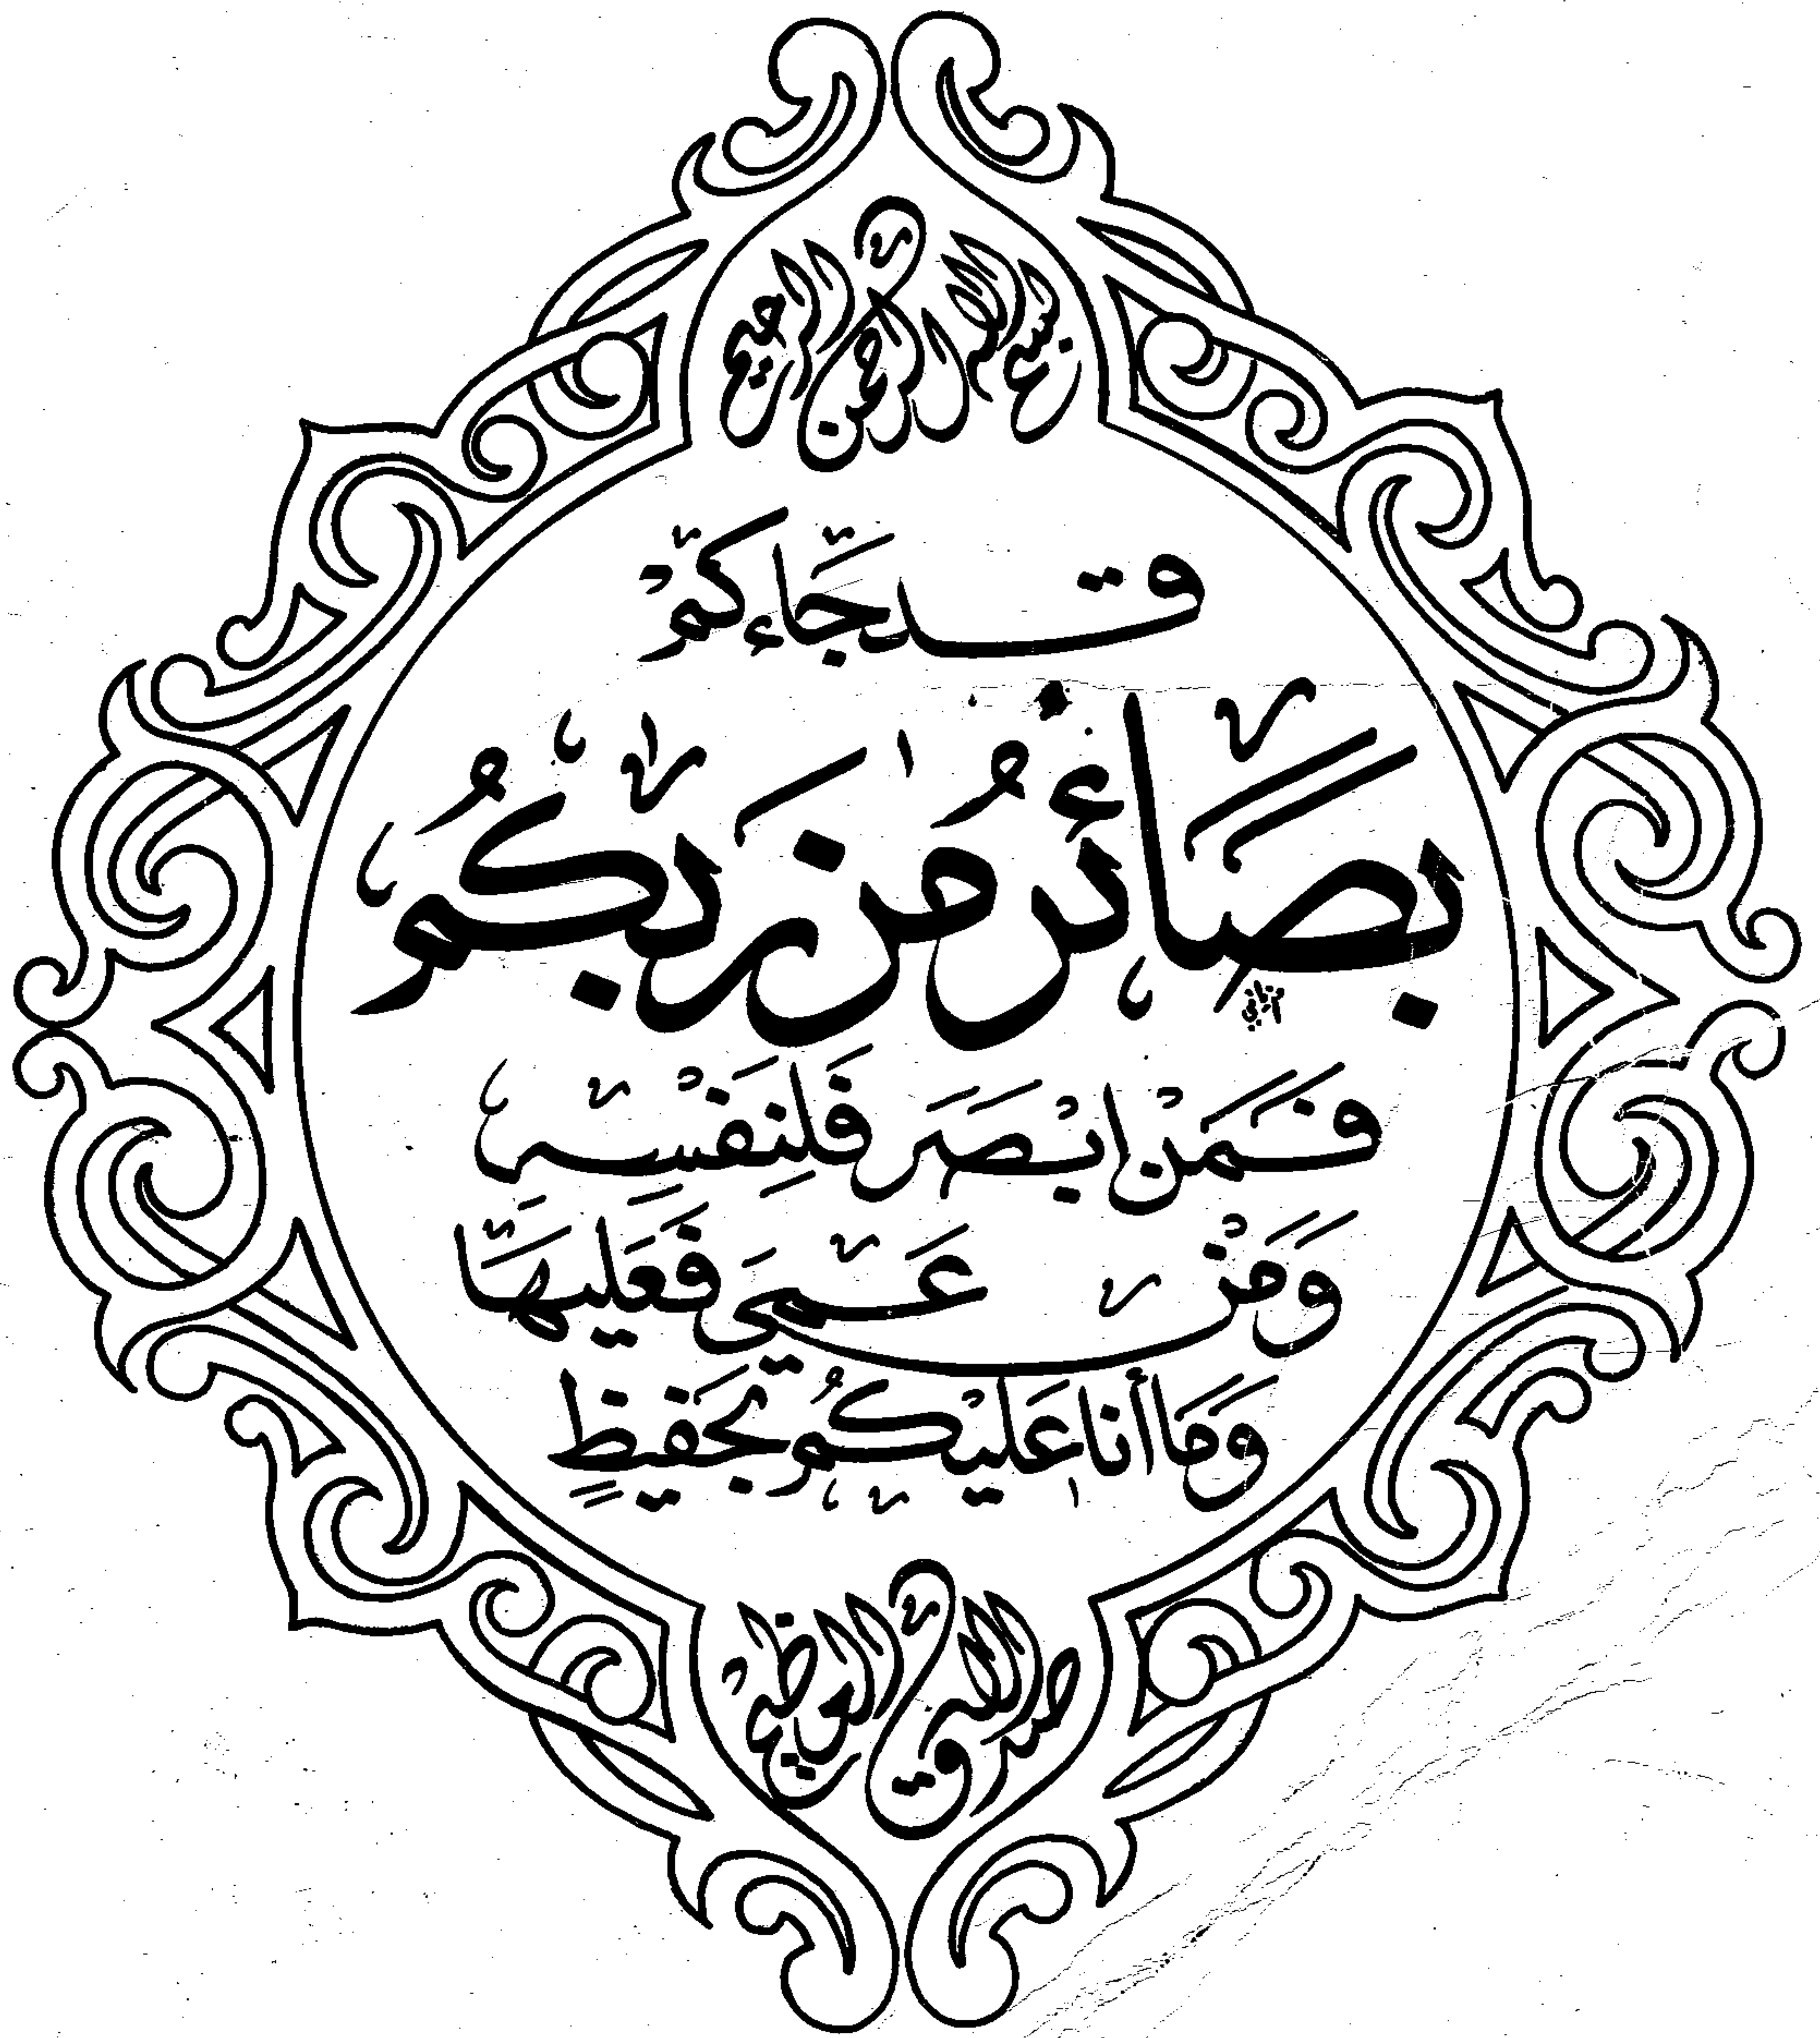 بسم الله الرحمن الرحيم
قد جاءكم
بصائر من ربكم
فمن ابصر فلنفسه
ومن عمي فعليها
وما أنا عليكم بحفيظ
صدق الله العظيم